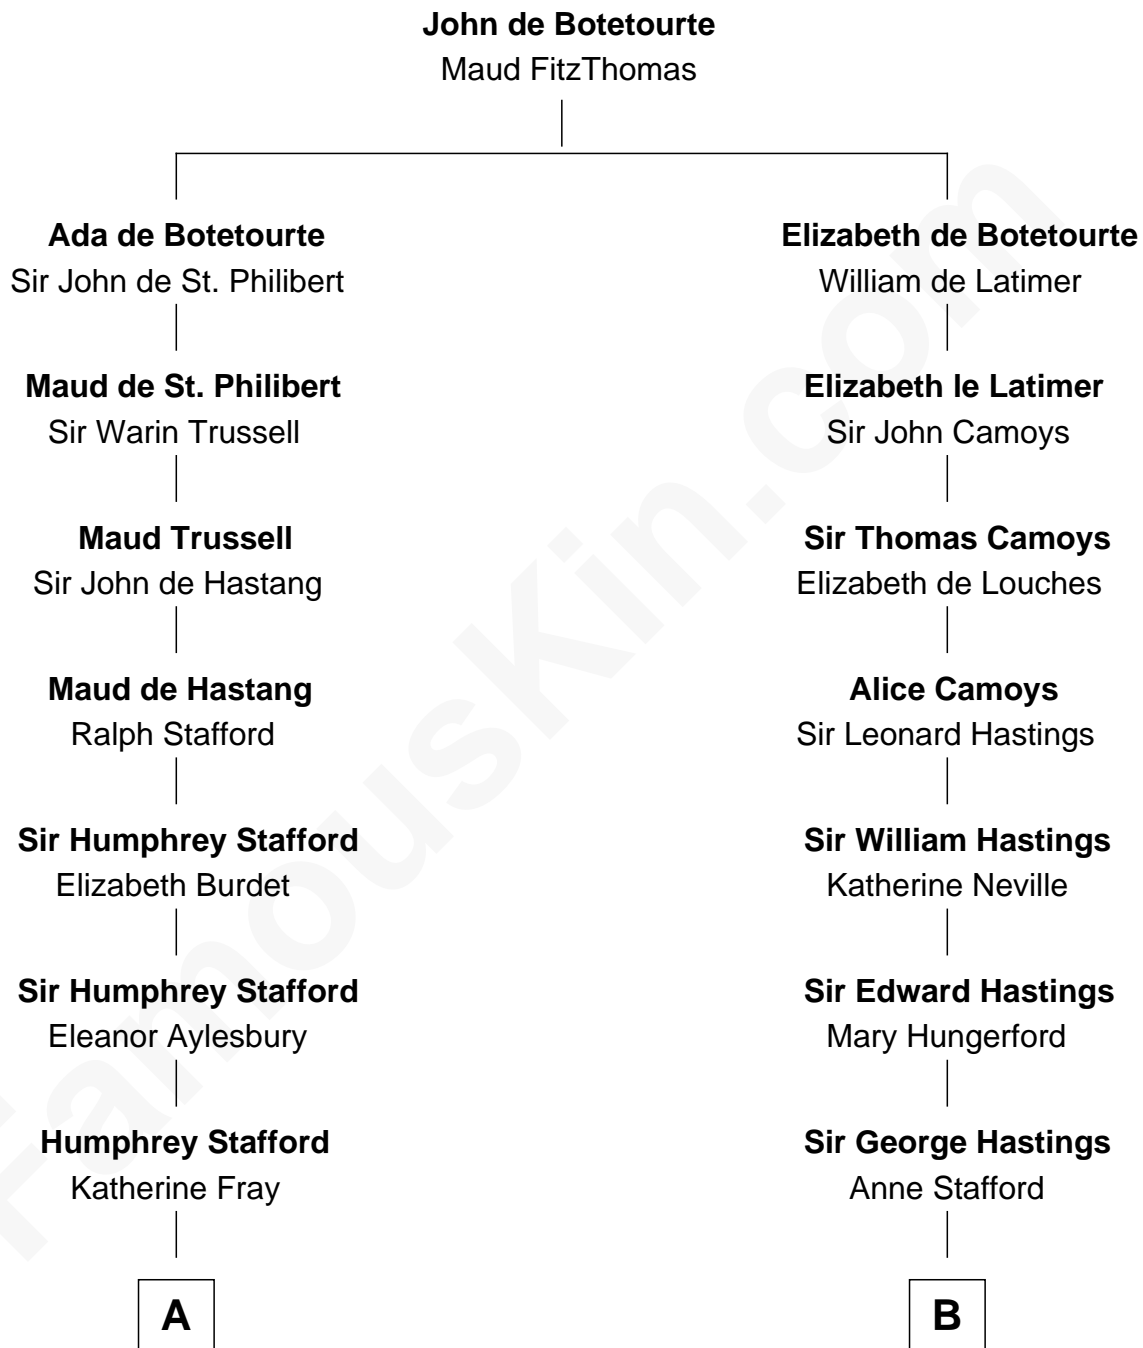 John de Botetourte
Maud FitzThomas
Ada de Botetourte
Sir John de St. Philibert
Elizabeth de Botetourte
William de Latimer
Maud de St. Philibert
Sir Warin Trussell
Elizabeth le Latimer
Sir John Camoys
Maud Trussell
Sir John de Hastang
Sir Thomas Camoys
Elizabeth de Louches
Maud de Hastang
Ralph Stafford
Alice Camoys
Sir Leonard Hastings
Sir Humphrey Stafford
Elizabeth Burdet
Sir William Hastings
Katherine Neville
Sir Humphrey Stafford
Eleanor Aylesbury
Sir Edward Hastings
Mary Hungerford
Humphrey Stafford
Katherine Fray
Sir George Hastings
Anne Stafford
A
B
FamousKin.com